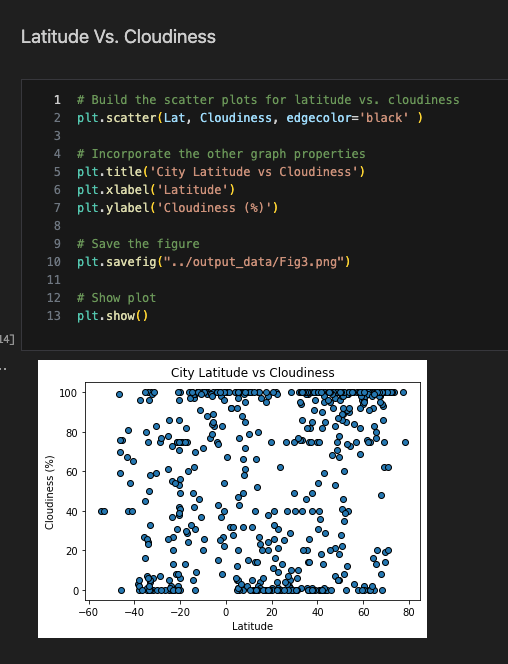 Latitude Vs. Cloudiness
1 # Build the scatter plots for latitude vs. cloudiness
2 plt.scatter(Lat, Cloudiness, edgecolor='black' )
3
4 # Incorporate the other graph properties
5 plt.title('City Latitude vs Cloudiness')
6 plt.xlabel('Latitude')
7 plt.ylabel('Cloudiness (%)')
8
9 # Save the figure
10 plt.savefig("../output_data/Fig3.png")
11
12 # Show plot
13 plt.show()
14]
..
City Latitude vs Cloudiness
100
80
60
40
20
0
Cloudiness (%)
−60 −40 −20 0 20 40 60 80
Latitude